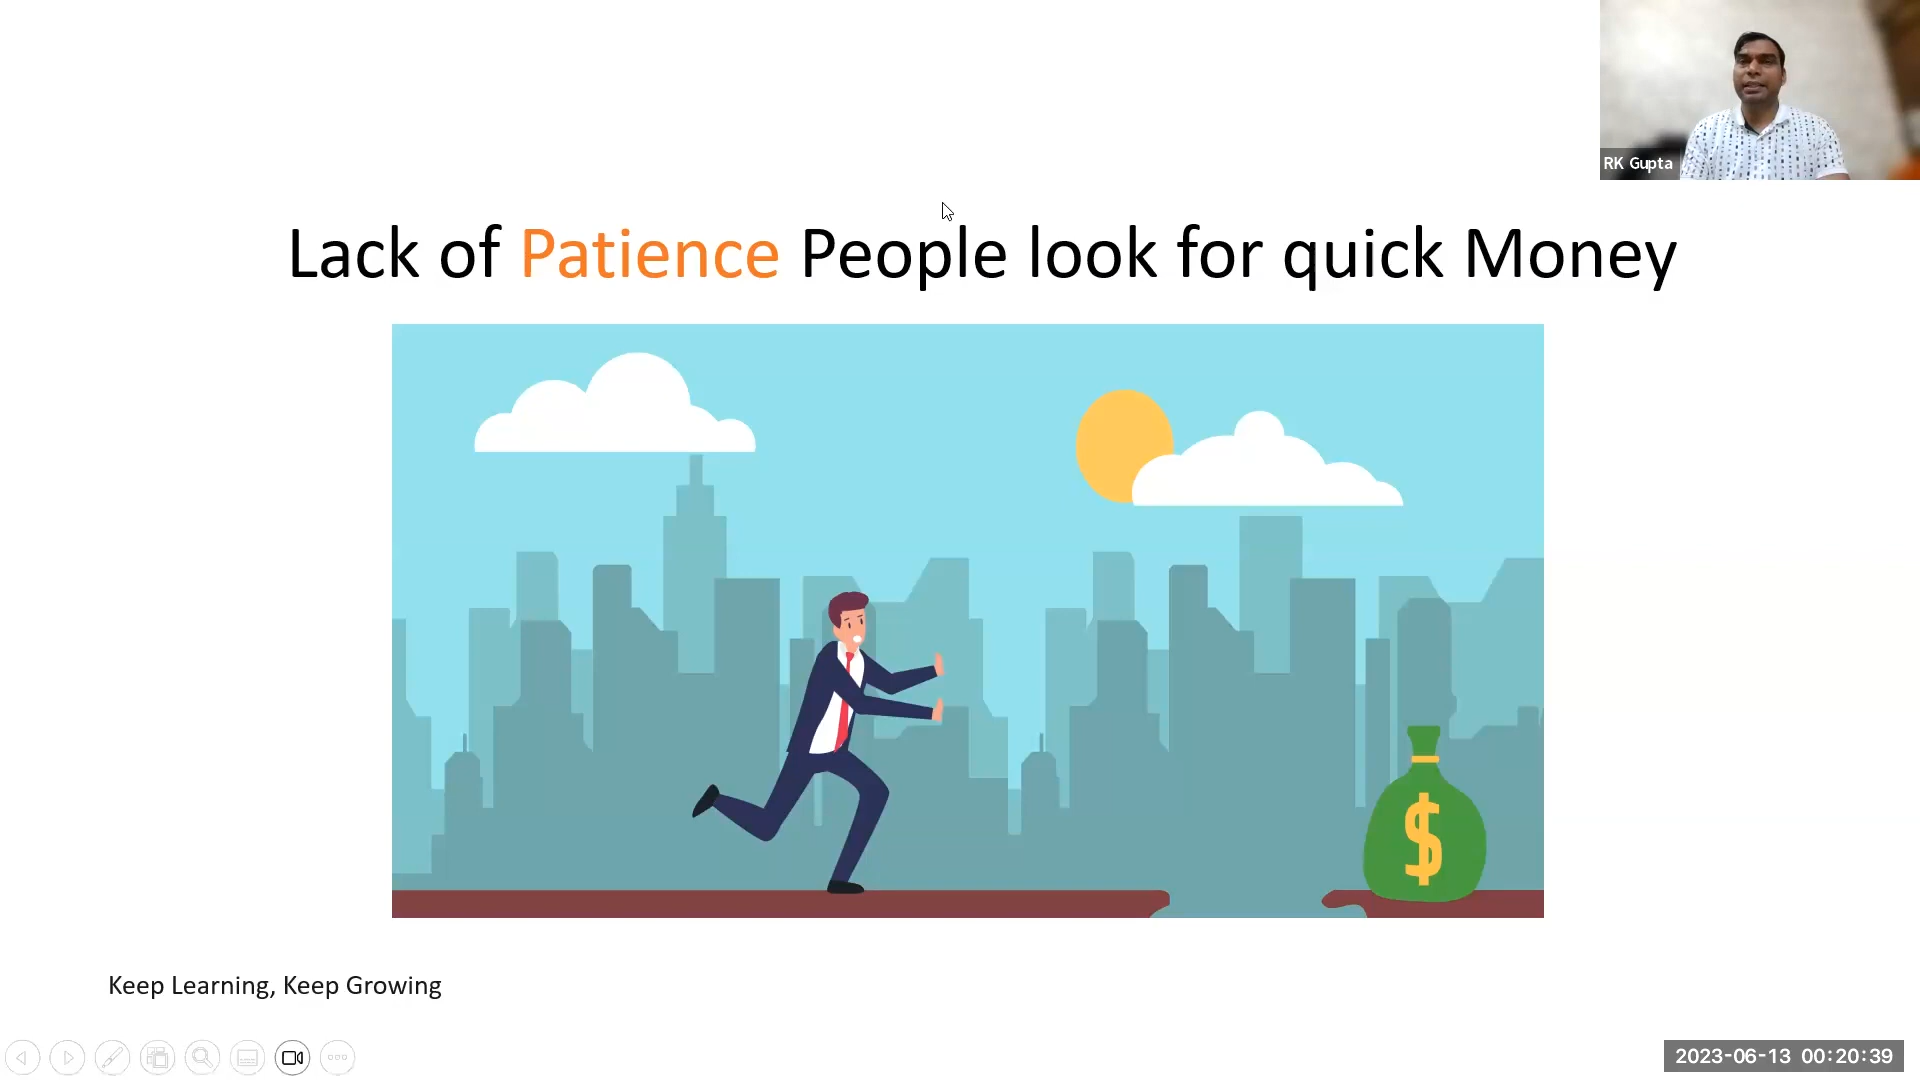 RK Gupta
Lack of Patience People look for quick Money
$
Keep Learning, Keep Growing
2023-06-13 00:20:39